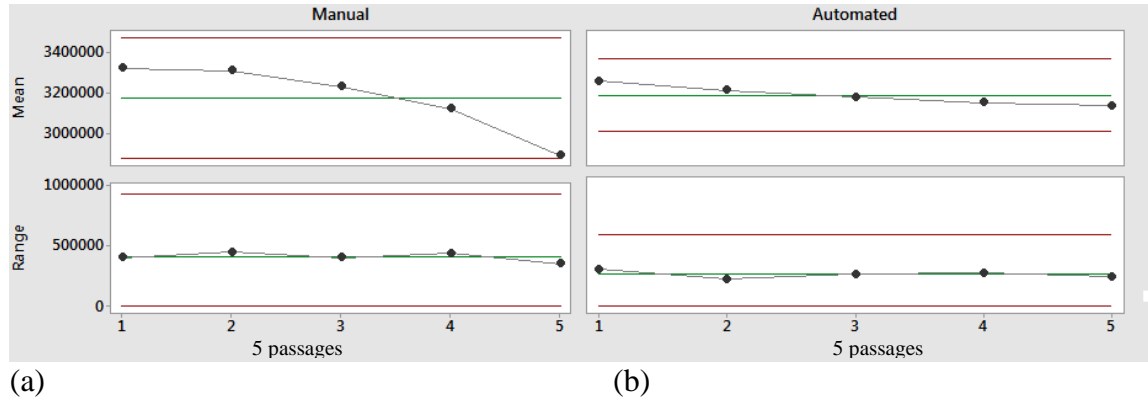 Manual Automated
Mean
3400000
3200000
3000000
Range
1000000
500000
0
1 2 3 4 5 1 2 3 4 5
5 passages 5 passages
(a) (b)